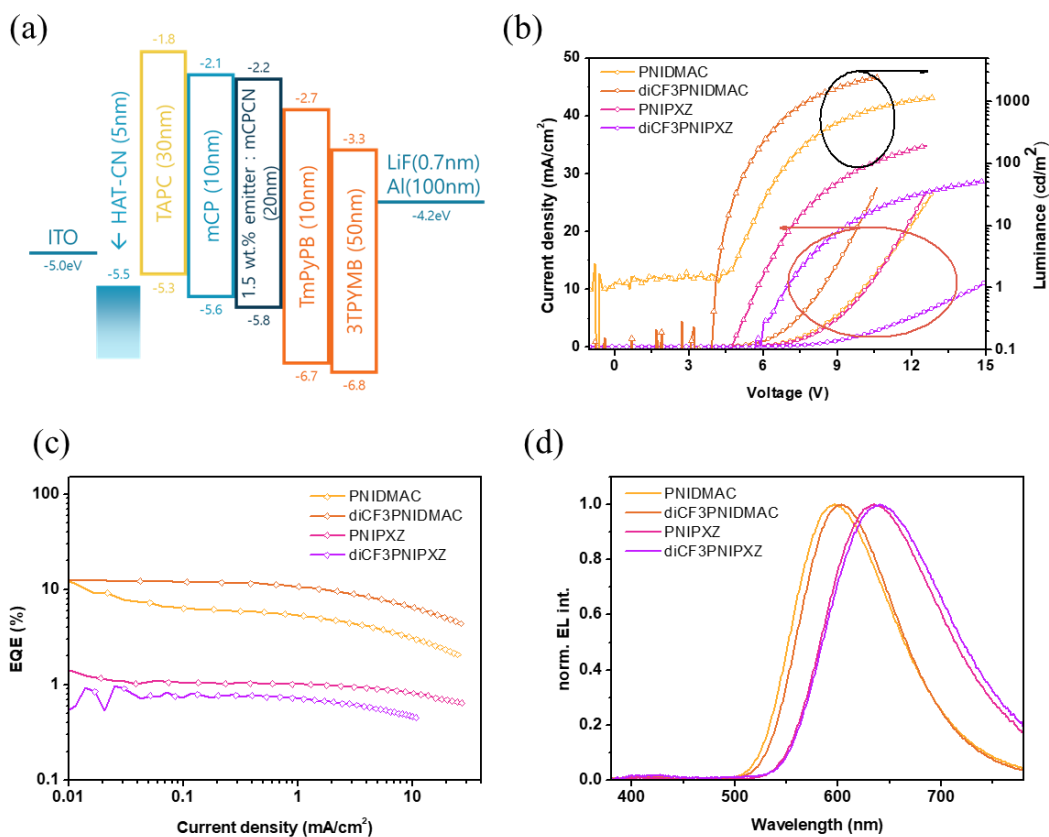 (a)
-1.8
-2.1
-2.2
-2.7
-3.3
ITO
-5.0eV
← HAT-CN (5nm)
-5.5
TAPC (30nm)
-5.3
mCP (10nm)
-5.6
1.5 wt.% emitter : mCPCN
(20nm)
-5.8
TmPyPB (10nm)
-6.7
3TPYMB (50nm)
-6.8
LiF(0.7nm)
Al(100nm)
-4.2eV
(b)
PNIDMAC
diCF3PNIDMAC
PNIPXZ
diCF3PNIPXZ
50
40
30
20
10
0
Current density (mA/cm2)
0 3 6 9 12 15
Voltage (V)
1000
200
100
10
1
0.1
Luminance (cd/m2)
(c)
PNIDMAC
diCF3PNIDMAC
PNIPXZ
diCF3PNIPXZ
100
10
1
0.1
EQE (%)
0.01 0.1 1 10
Current density (mA/cm2)
(d)
PNIDMAC
diCF3PNIDMAC
PNIPXZ
diCF3PNIPXZ
1.0
0.8
0.6
0.4
0.2
0.0
norm. EL int.
400 500 600 700
Wavelength (nm)